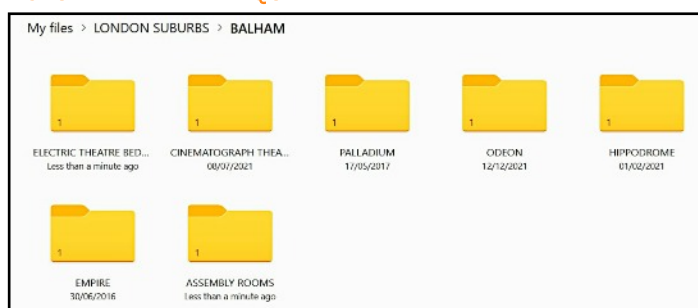 My files > LONDON SUBURBS > BALHAM
1 1 1 1 1
ELECTRIC THEATRE BED... CINEMATOGRAPH THEA... PALLADIUM ODEON HIPPODROME
Less than a minute ago 08/07/2021 17/05/2017 12/12/2021 01/02/2021
1 1
EMPIRE ASSEMBLY ROOMS
30/06/2016 Less than a minute ago